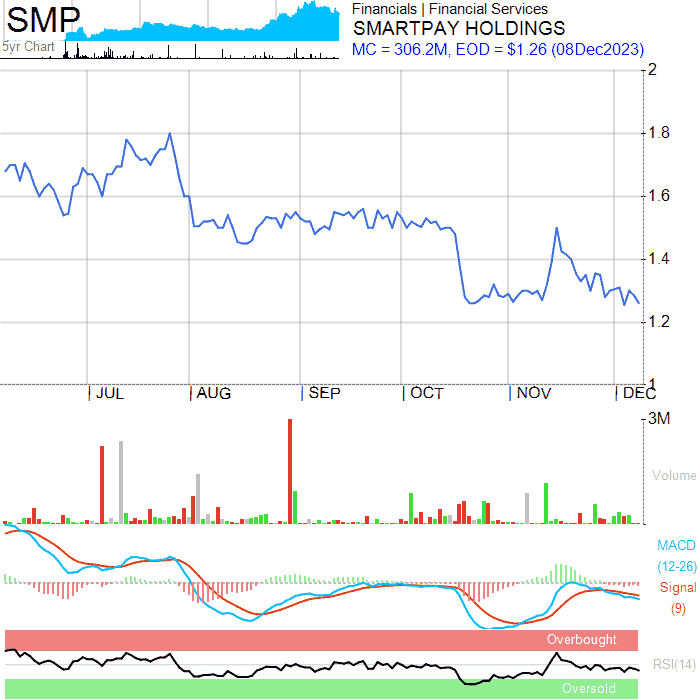 SMP
5yr Chart
Financials | Financial Services
SMARTPAY HOLDINGS
MC = 306.2M, EOD = $1.26 (08Dec2023)
2
1.8
1.6
1.4
1.2
1
JUL AUG SEP OCT NOV DEC
3M
Volume
MACD
(12-26)
Signal
(9)
Overbought
RSI(14)
Oversold